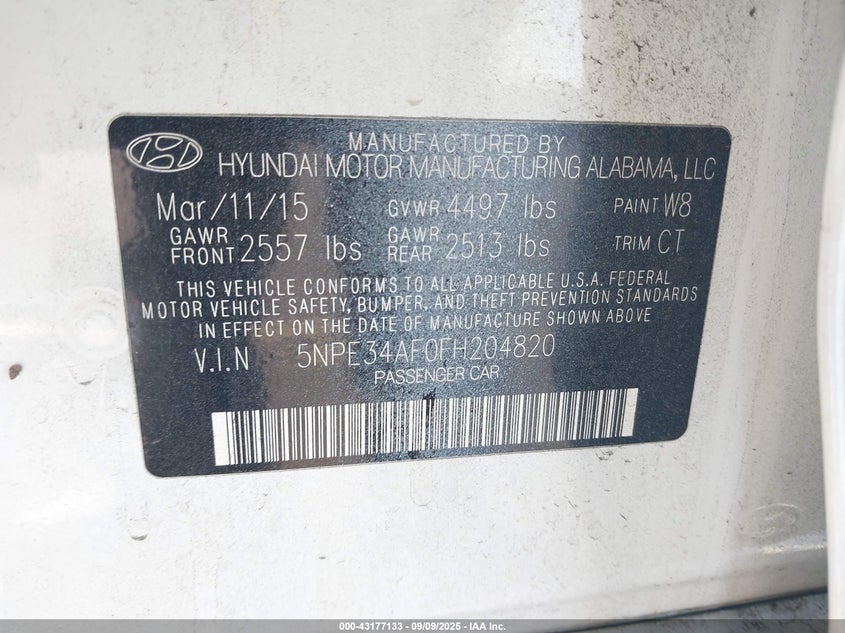 MANUFACTURED BY
HYUNDAI MOTOR MANUFACTURING ALABAMA, LLC
Mar/11/15 GVWR 4497 lbs PAINT W8
GAWR FRONT 2557 lbs GAWR REAR 2513 lbs TRIM CT
THIS VEHICLE CONFORMS TO ALL APPLICABLE U.S.A. FEDERAL
MOTOR VEHICLE SAFETY, BUMPER, AND THEFT PREVENTION STANDARDS
IN EFFECT ON THE DATE OF MANUFACTURE SHOWN ABOVE
V.I.N 5NPE34AF0FH204820
PASSENGER CAR
000-43177133 - 09/09/2025 - IAA Inc.